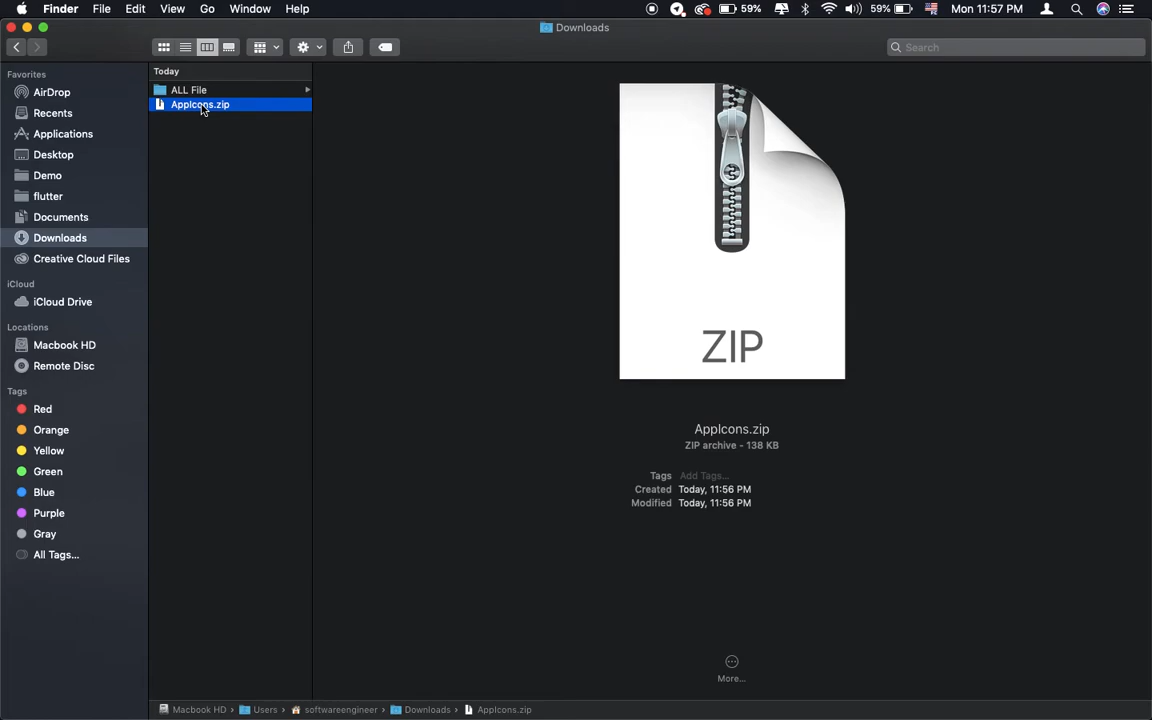 Finder File Edit View Go Window Help 59% 59% Mon 11:57 PM
Downloads
Search
Favorites
AirDrop
Recents
Applications
Desktop
Demo
flutter
Documents
Downloads
Creative Cloud Files
iCloud
iCloud Drive
Locations
Macbook HD
Remote Disc
Tags
Red
Orange
Yellow
Green
Blue
Purple
Gray
All Tags...
Today
ALL File
AppIcons.zip
ZIP
AppIcons.zip
ZIP archive - 138 KB
Tags Add Tags...
Created Today, 11:56 PM
Modified Today, 11:56 PM
More...
Macbook HD › Users › softwareengineer › Downloads › AppIcons.zip